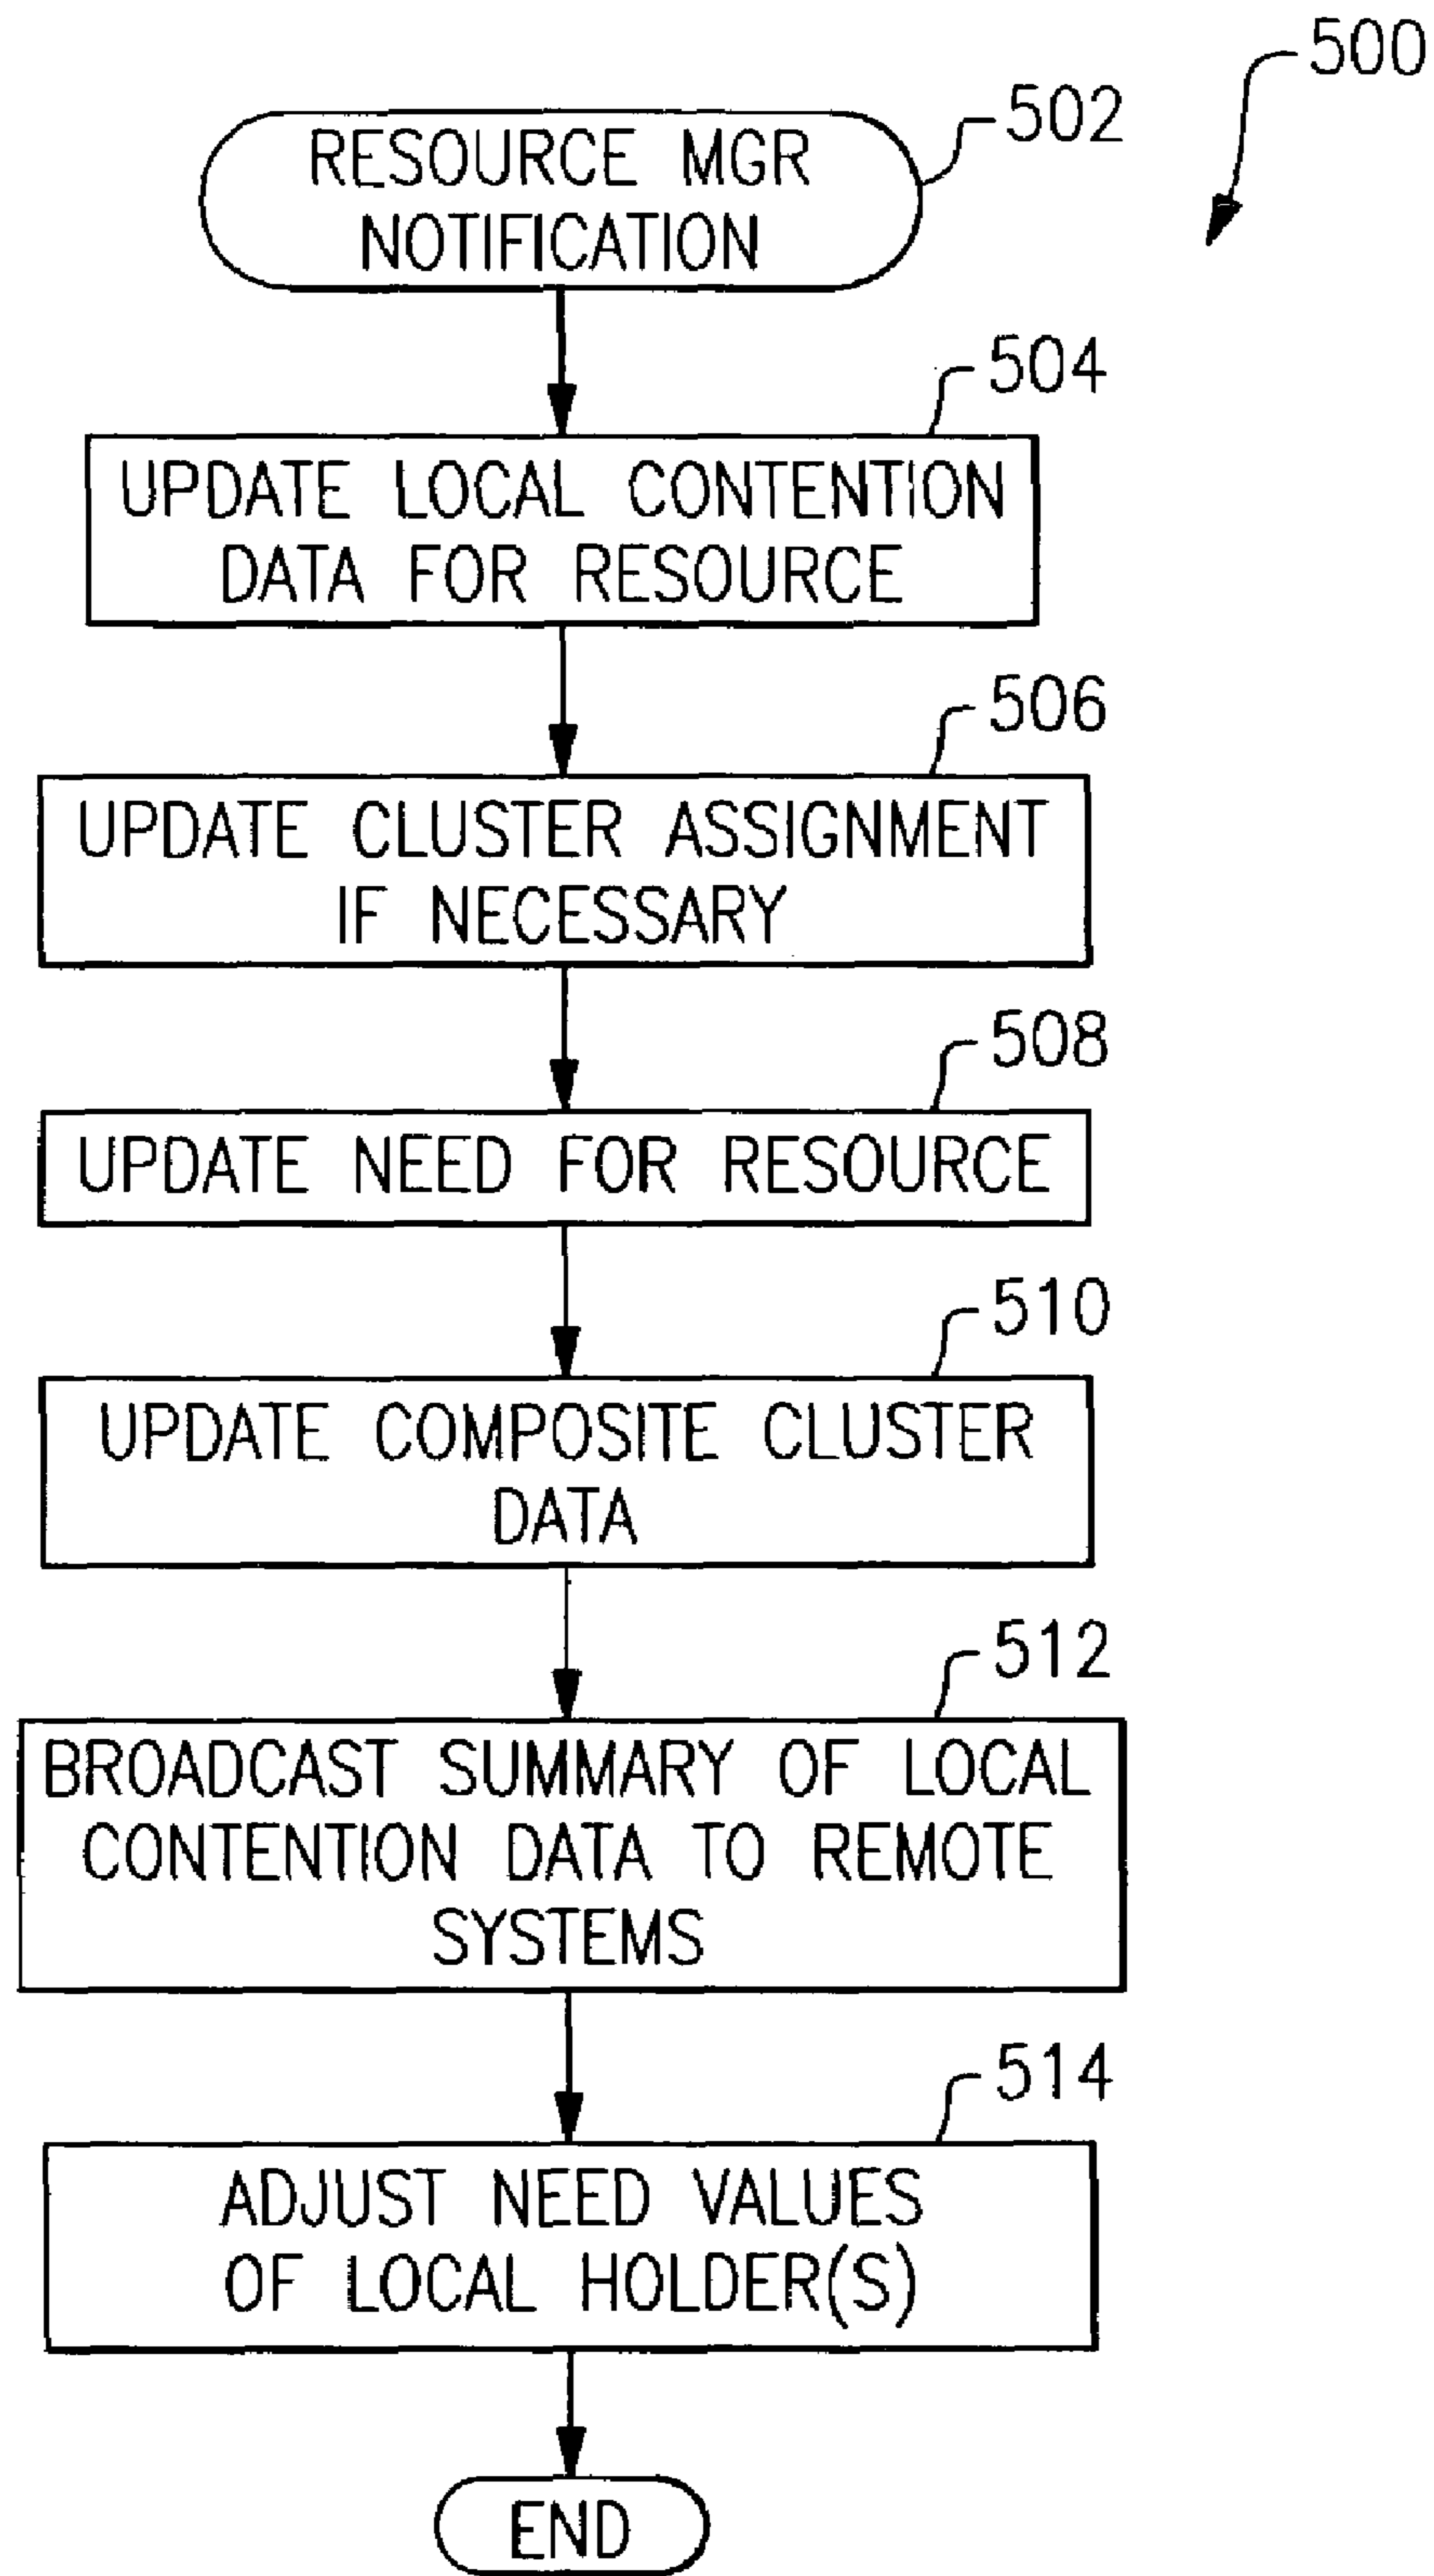 500
502
RESOURCE MGR
NOTIFICATION
504
UPDATE LOCAL CONTENTION
DATA FOR RESOURCE
506
UPDATE CLUSTER ASSIGNMENT
IF NECESSARY
508
UPDATE NEED FOR RESOURCE
510
UPDATE COMPOSITE CLUSTER
DATA
512
BROADCAST SUMMARY OF LOCAL
CONTENTION DATA TO REMOTE
SYSTEMS
514
ADJUST NEED VALUES
OF LOCAL HOLDER(S)
END